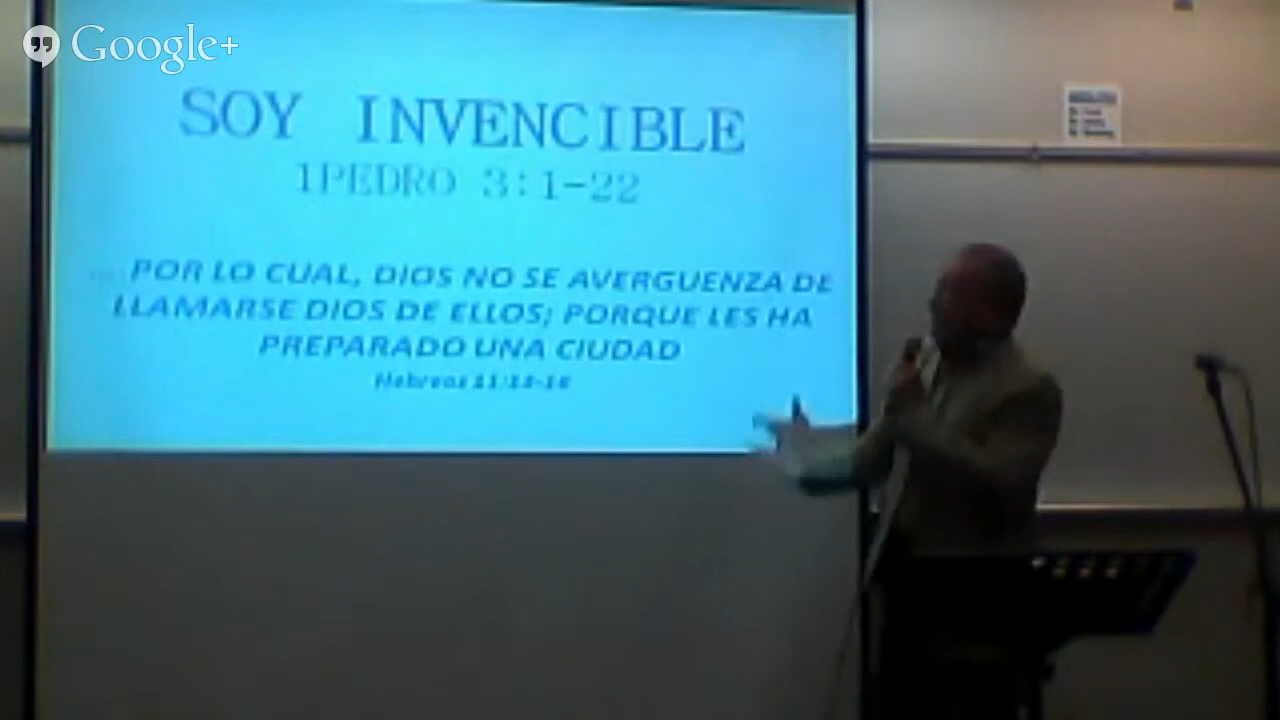 Google+
SOY INVENCIBLE
1PEDRO 3:1-22
... POR LO CUAL, DIOS NO SE AVERGUENZA DE
LLAMARSE DIOS DE ELLOS; PORQUE LES HA
PREPARADO UNA CIUDAD
Hebreos